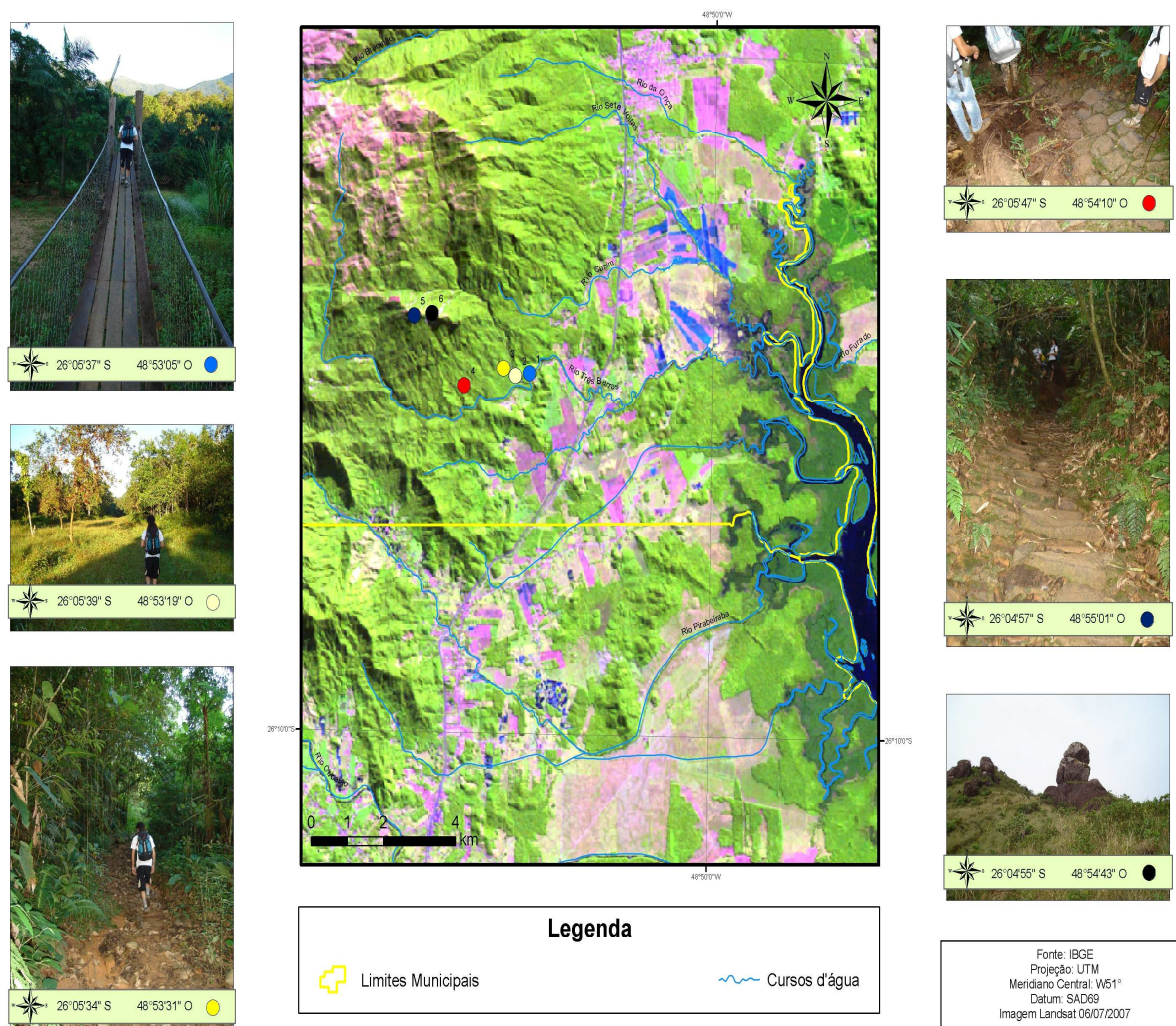 26°05'37" S 48°53'05" O
26°05'39" S 48°53'19" O
26°05'34" S 48°53'31" O
48°50'0"W
N
W E
S
Rio da Onça
Rio Sete Voltas
Rio Cupim
5 6
3
2 1
4
Rio Três Barras
Rio Furado
Rio Pirabeiraba
26°10'0"S
26°10'0"S
0 1 2 4
km
48°50'0"W
Legenda
Limites Municipais
Cursos d'água
26°05'47" S 48°54'10" O
26°04'57" S 48°55'01" O
26°04'55" S 48°54'43" O
Fonte: IBGE
Projeção: UTM
Meridiano Central: W51°
Datum: SAD69
Imagem Landsat 06/07/2007